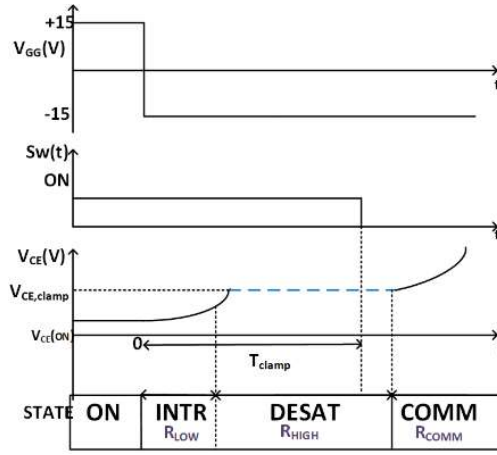 +15
V_GG(V)
t
-15
Sw(t)
ON
t
V_CE(V)
V_CE,clamp
V_CE(ON)
0
T_clamp
STATE ON INTR DESAT COMM
R_LOW R_HIGH R_COMM